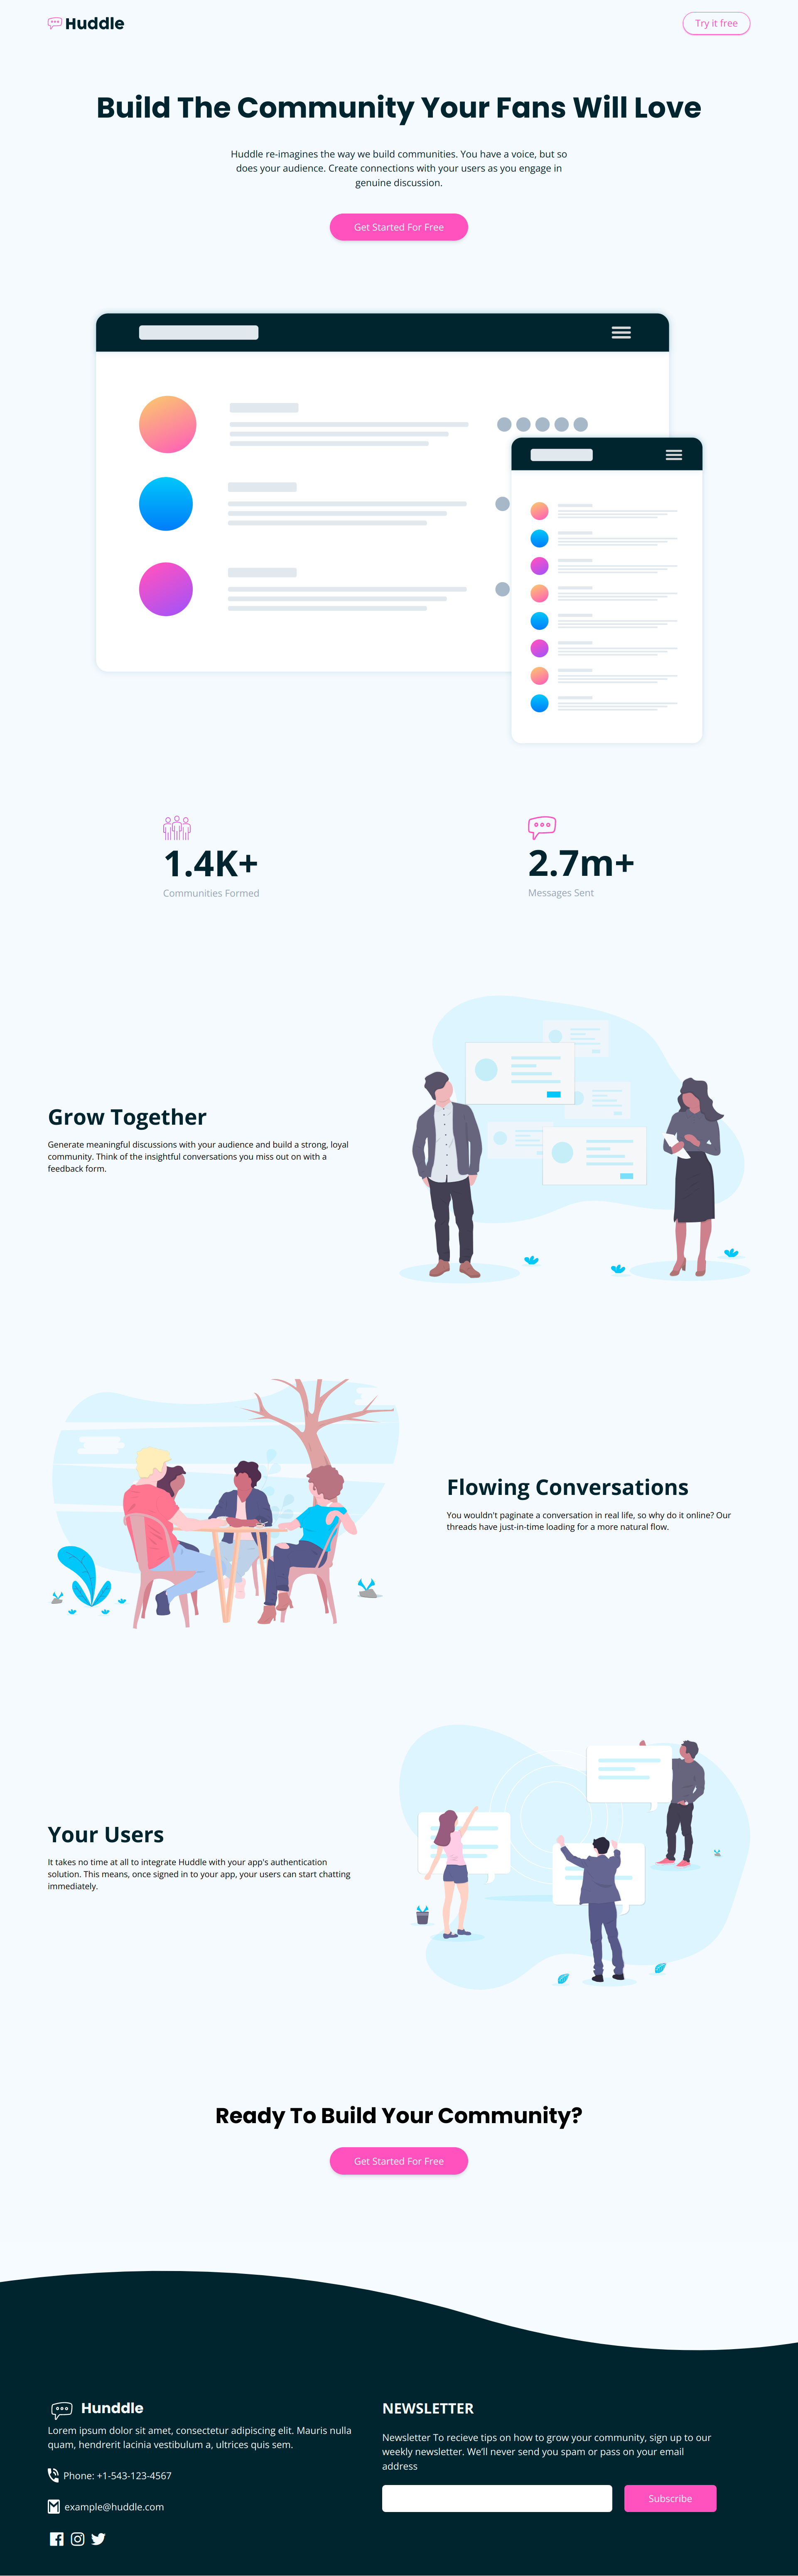 Huddle
Try it free
Build The Community Your Fans Will Love
Huddle re-imagines the way we build communities. You have a voice, but so
does your audience. Create connections with your users as you engage in
genuine discussion.
Get Started For Free
1.4K+
Communities Formed
2.7m+
Messages Sent
Grow Together
Generate meaningful discussions with your audience and build a strong, loyal
community. Think of the insightful conversations you miss out on with a
feedback form.
Flowing Conversations
You wouldn't paginate a conversation in real life, so why do it online? Our
threads have just-in-time loading for a more natural flow.
Your Users
It takes no time at all to integrate Huddle with your app's authentication
solution. This means, once signed in to your app, your users can start chatting
immediately.
Ready To Build Your Community?
Get Started For Free
Hunddle
Lorem ipsum dolor sit amet, consectetur adipiscing elit. Mauris nulla
quam, hendrerit lacinia vestibulum a, ultrices quis sem.
Phone: +1-543-123-4567
example@huddle.com
NEWSLETTER
Newsletter To recieve tips on how to grow your community, sign up to our
weekly newsletter. We'll never send you spam or pass on your email
address
Subscribe